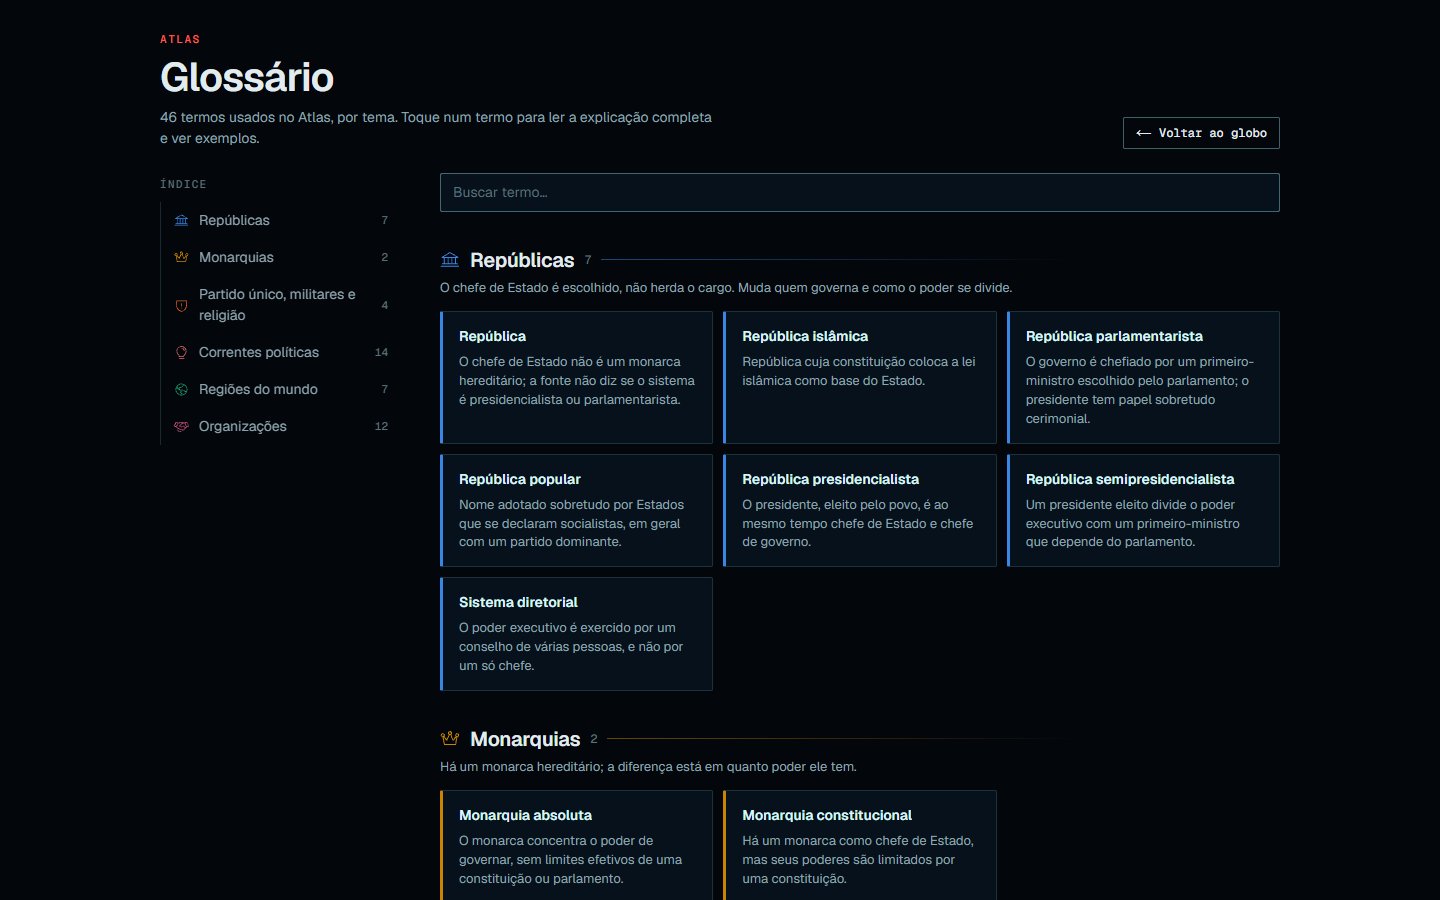 ATLAS
Glossário
46 termos usados no Atlas, por tema. Toque num termo para ler a explicação completa
e ver exemplos.
← Voltar ao globo
ÍNDICE
Repúblicas 7
Monarquias 2
Partido único, militares e
religião 4
Correntes políticas 14
Regiões do mundo 7
Organizações 12
Buscar termo...
Repúblicas 7
O chefe de Estado é escolhido, não herda o cargo. Muda quem governa e como o poder se divide.
República
O chefe de Estado não é um monarca
hereditário; a fonte não diz se o sistema
é presidencialista ou parlamentarista.
República islâmica
República cuja constituição coloca a lei
islâmica como base do Estado.
República parlamentarista
O governo é chefiado por um primeiro-
ministro escolhido pelo parlamento; o
presidente tem papel sobretudo
cerimonial.
República popular
Nome adotado sobretudo por Estados
que se declaram socialistas, em geral
com um partido dominante.
República presidencialista
O presidente, eleito pelo povo, é ao
mesmo tempo chefe de Estado e chefe
de governo.
República semipresidencialista
Um presidente eleito divide o poder
executivo com um primeiro-ministro
que depende do parlamento.
Sistema diretorial
O poder executivo é exercido por um
conselho de várias pessoas, e não por
um só chefe.
Monarquias 2
Há um monarca hereditário; a diferença está em quanto poder ele tem.
Monarquia absoluta
O monarca concentra o poder de
governar, sem limites efetivos de uma
constituição ou parlamento.
Monarquia constitucional
Há um monarca como chefe de Estado,
mas seus poderes são limitados por
uma constituição.